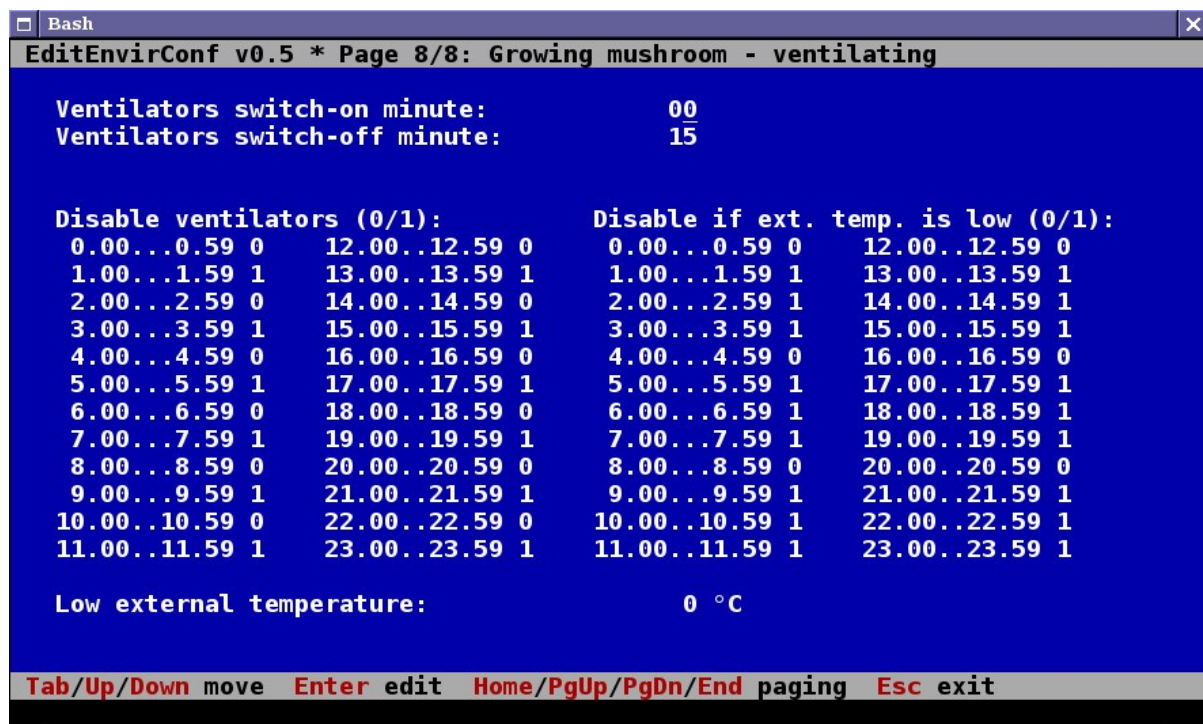 Bash
EditEnvirConf v0.5 * Page 8/8: Growing mushroom - ventilating
Ventilators switch-on minute: 00
Ventilators switch-off minute: 15
Disable ventilators (0/1): Disable if ext. temp. is low (0/1):
0.00...0.59 0 12.00..12.59 0 0.00...0.59 0 12.00..12.59 0
1.00...1.59 1 13.00..13.59 1 1.00...1.59 1 13.00..13.59 1
2.00...2.59 0 14.00..14.59 0 2.00...2.59 1 14.00..14.59 1
3.00...3.59 1 15.00..15.59 1 3.00...3.59 1 15.00..15.59 1
4.00...4.59 0 16.00..16.59 0 4.00...4.59 0 16.00..16.59 0
5.00...5.59 1 17.00..17.59 1 5.00...5.59 1 17.00..17.59 1
6.00...6.59 0 18.00..18.59 0 6.00...6.59 1 18.00..18.59 1
7.00...7.59 1 19.00..19.59 1 7.00...7.59 1 19.00..19.59 1
8.00...8.59 0 20.00..20.59 0 8.00...8.59 0 20.00..20.59 0
9.00...9.59 1 21.00..21.59 1 9.00...9.59 1 21.00..21.59 1
10.00..10.59 0 22.00..22.59 0 10.00..10.59 1 22.00..22.59 1
11.00..11.59 1 23.00..23.59 1 11.00..11.59 1 23.00..23.59 1
Low external temperature: 0 °C
Tab/Up/Down move Enter edit Home/PgUp/PgDn/End paging Esc exit